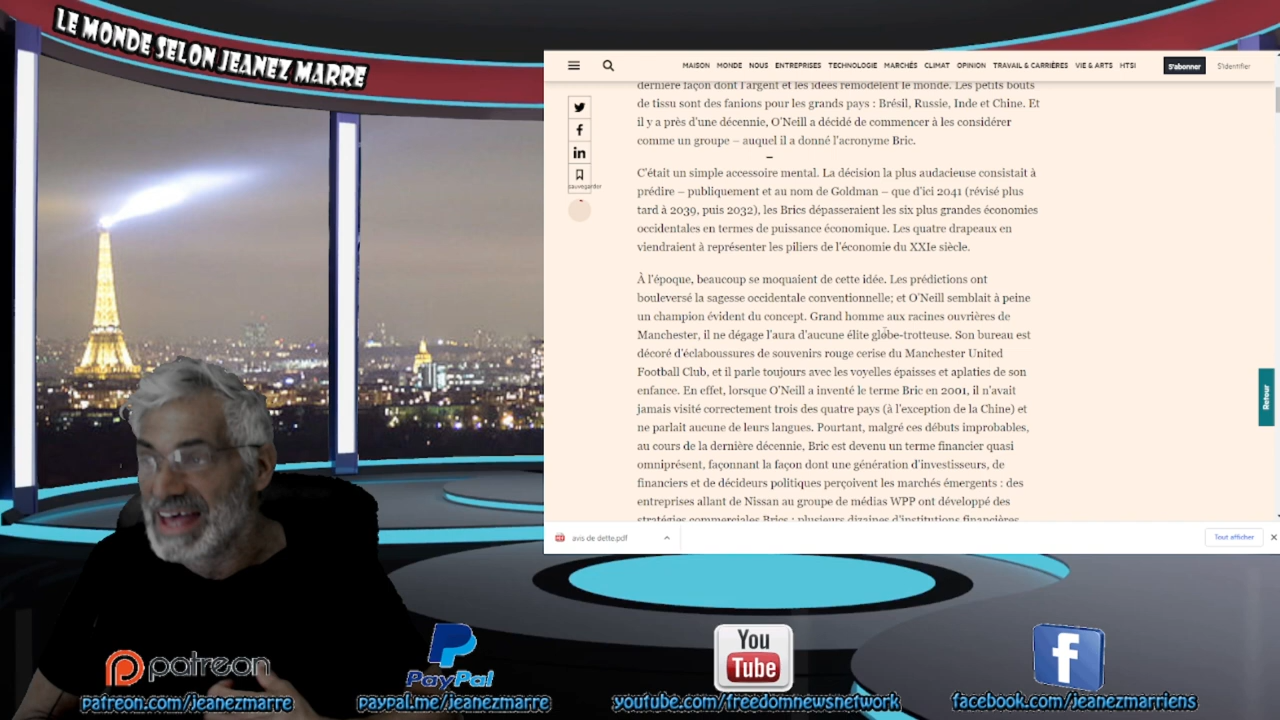 LE MONDE SELON JEANEZ MARRE
MAISON MONDE NOUS ENTREPRISES TECHNOLOGIE MARCHÉS CLIMAT OPINION TRAVAIL & CARRIÈRES VIE & ARTS HTSI
S'abonner
S'identifier
dernière façon dont l'argent et les idées remodèlent le monde. Les petits bouts
de tissu sont des fanions pour les grands pays : Brésil, Russie, Inde et Chine. Et
il y a près d'une décennie, O'Neill a décidé de commencer à les considérer
comme un groupe – auquel il a donné l'acronyme Bric.
sauvegarder
C'était un simple accessoire mental. La décision la plus audacieuse consistait à
prédire – publiquement et au nom de Goldman – que d'ici 2041 (révisé plus
tard à 2039, puis 2032), les Brics dépasseraient les six plus grandes économies
occidentales en termes de puissance économique. Les quatre drapeaux en
viendraient à représenter les piliers de l'économie du XXIe siècle.
À l'époque, beaucoup se moquaient de cette idée. Les prédictions ont
bouleversé la sagesse occidentale conventionnelle; et O'Neill semblait à peine
un champion évident du concept. Grand homme aux racines ouvrières de
Manchester, il ne dégage l'aura d'aucune élite globe-trotteuse. Son bureau est
décoré d'éclaboussures de souvenirs rouge cerise du Manchester United
Football Club, et il parle toujours avec les voyelles épaisses et aplaties de son
enfance. En effet, lorsque O'Neill a inventé le terme Bric en 2001, il n'avait
jamais visité correctement trois des quatre pays (à l'exception de la Chine) et
ne parlait aucune de leurs langues. Pourtant, malgré ces débuts improbables,
au cours de la dernière décennie, Bric est devenu un terme financier quasi
omniprésent, façonnant la façon dont une génération d'investisseurs, de
financiers et de décideurs politiques perçoivent les marchés émergents : des
entreprises allant de Nissan au groupe de médias WPP ont développé des
stratégies commerciales Brics ; plusieurs dizaines d'institutions financières
Retour
avis de dette.pdf
Tout afficher
patreon
PayPal
You
Tube
patreon.com/jeanezmarre
paypal.me/jeanezmarre
youtube.com/freedomnewsnetwork
facebook.com/jeanezmarriens